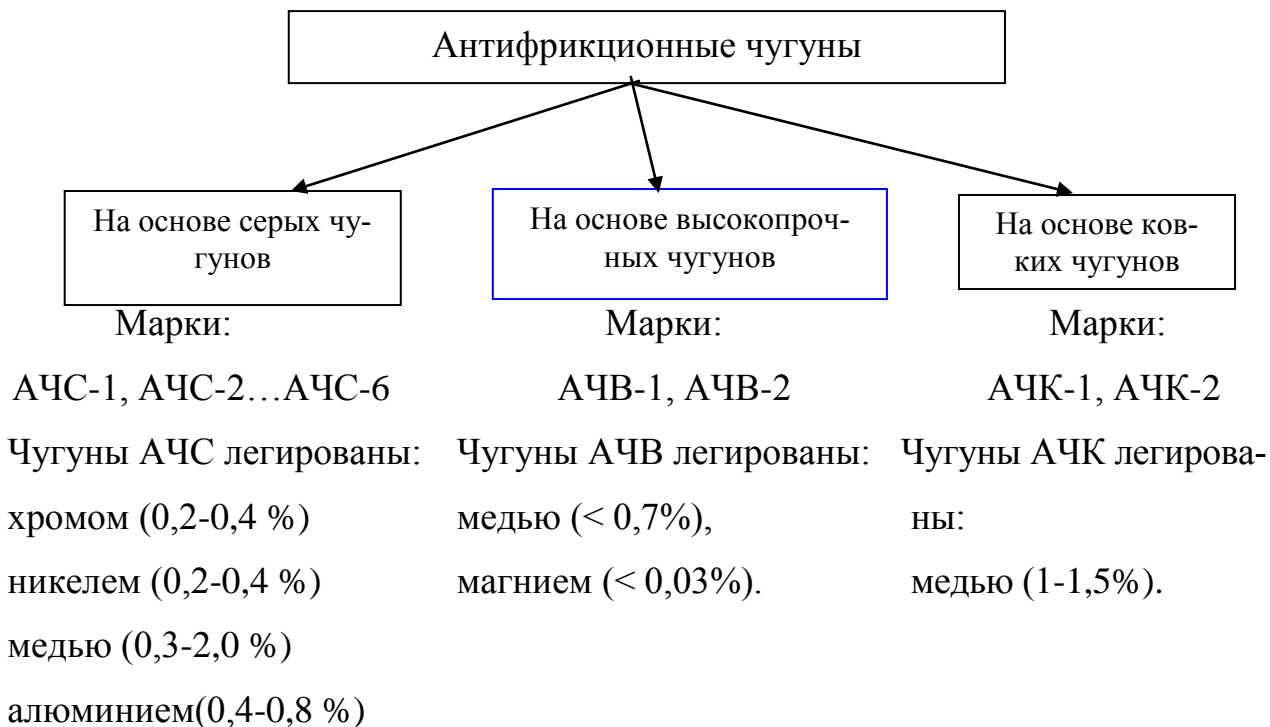 Антифрикционные чугуны
На основе серых чу-
гунов
На основе высокопроч-
ных чугунов
На основе ков-
ких чугунов
Марки:
Марки:
Марки:
АЧС-1, АЧС-2…АЧС-6
АЧВ-1, АЧВ-2
АЧК-1, АЧК-2
Чугуны АЧС легированы:
Чугуны АЧВ легированы:
Чугуны АЧК легирова-
хромом (0,2-0,4 %)
медью (< 0,7%),
ны:
никелем (0,2-0,4 %)
магнием (< 0,03%).
медью (1-1,5%).
медью (0,3-2,0 %)
алюминием(0,4-0,8 %)